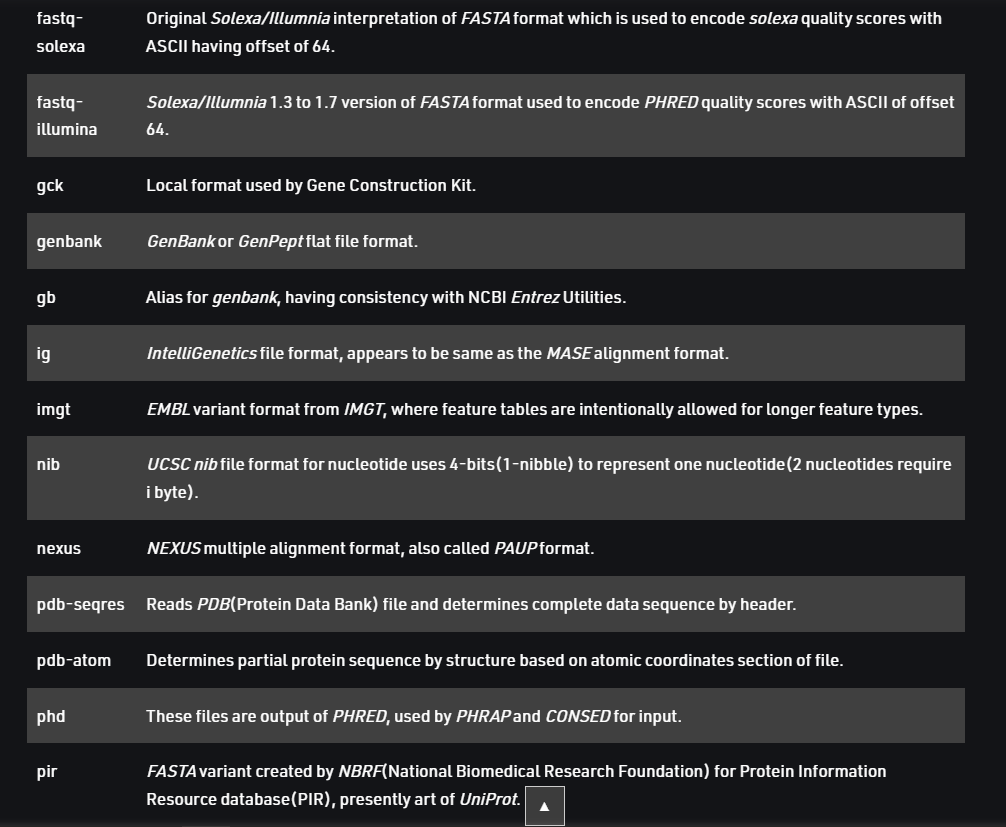 fastq- Original Solexa/Illumnia interpretation of FASTA format which is used to encode solexa quality scores with
solexa ASCII having offset of 64.
fastq- Solexa/Illumnia 1.3 to 1.7 version of FASTA format used to encode PHRED quality scores with ASCII of offset
illumina 64.
gck Local format used by Gene Construction Kit.
genbank GenBank or GenPept flat file format.
gb Alias for genbank, having consistency with NCBI Entrez Utilities.
ig IntelliGenetics file format, appears to be same as the MASE alignment format.
imgt EMBL variant format from IMGT, where feature tables are intentionally allowed for longer feature types.
nib UCSC nib file format for nucleotide uses 4-bits(1-nibble) to represent one nucleotide(2 nucleotides require
i byte).
nexus NEXUS multiple alignment format, also called PAUP format.
pdb-seqres Reads PDB(Protein Data Bank) file and determines complete data sequence by header.
pdb-atom Determines partial protein sequence by structure based on atomic coordinates section of file.
phd These files are output of PHRED, used by PHRAP and CONSED for input.
pir FASTA variant created by NBRF(National Biomedical Research Foundation) for Protein Information
Resource database(PIR), presently art of UniProt.